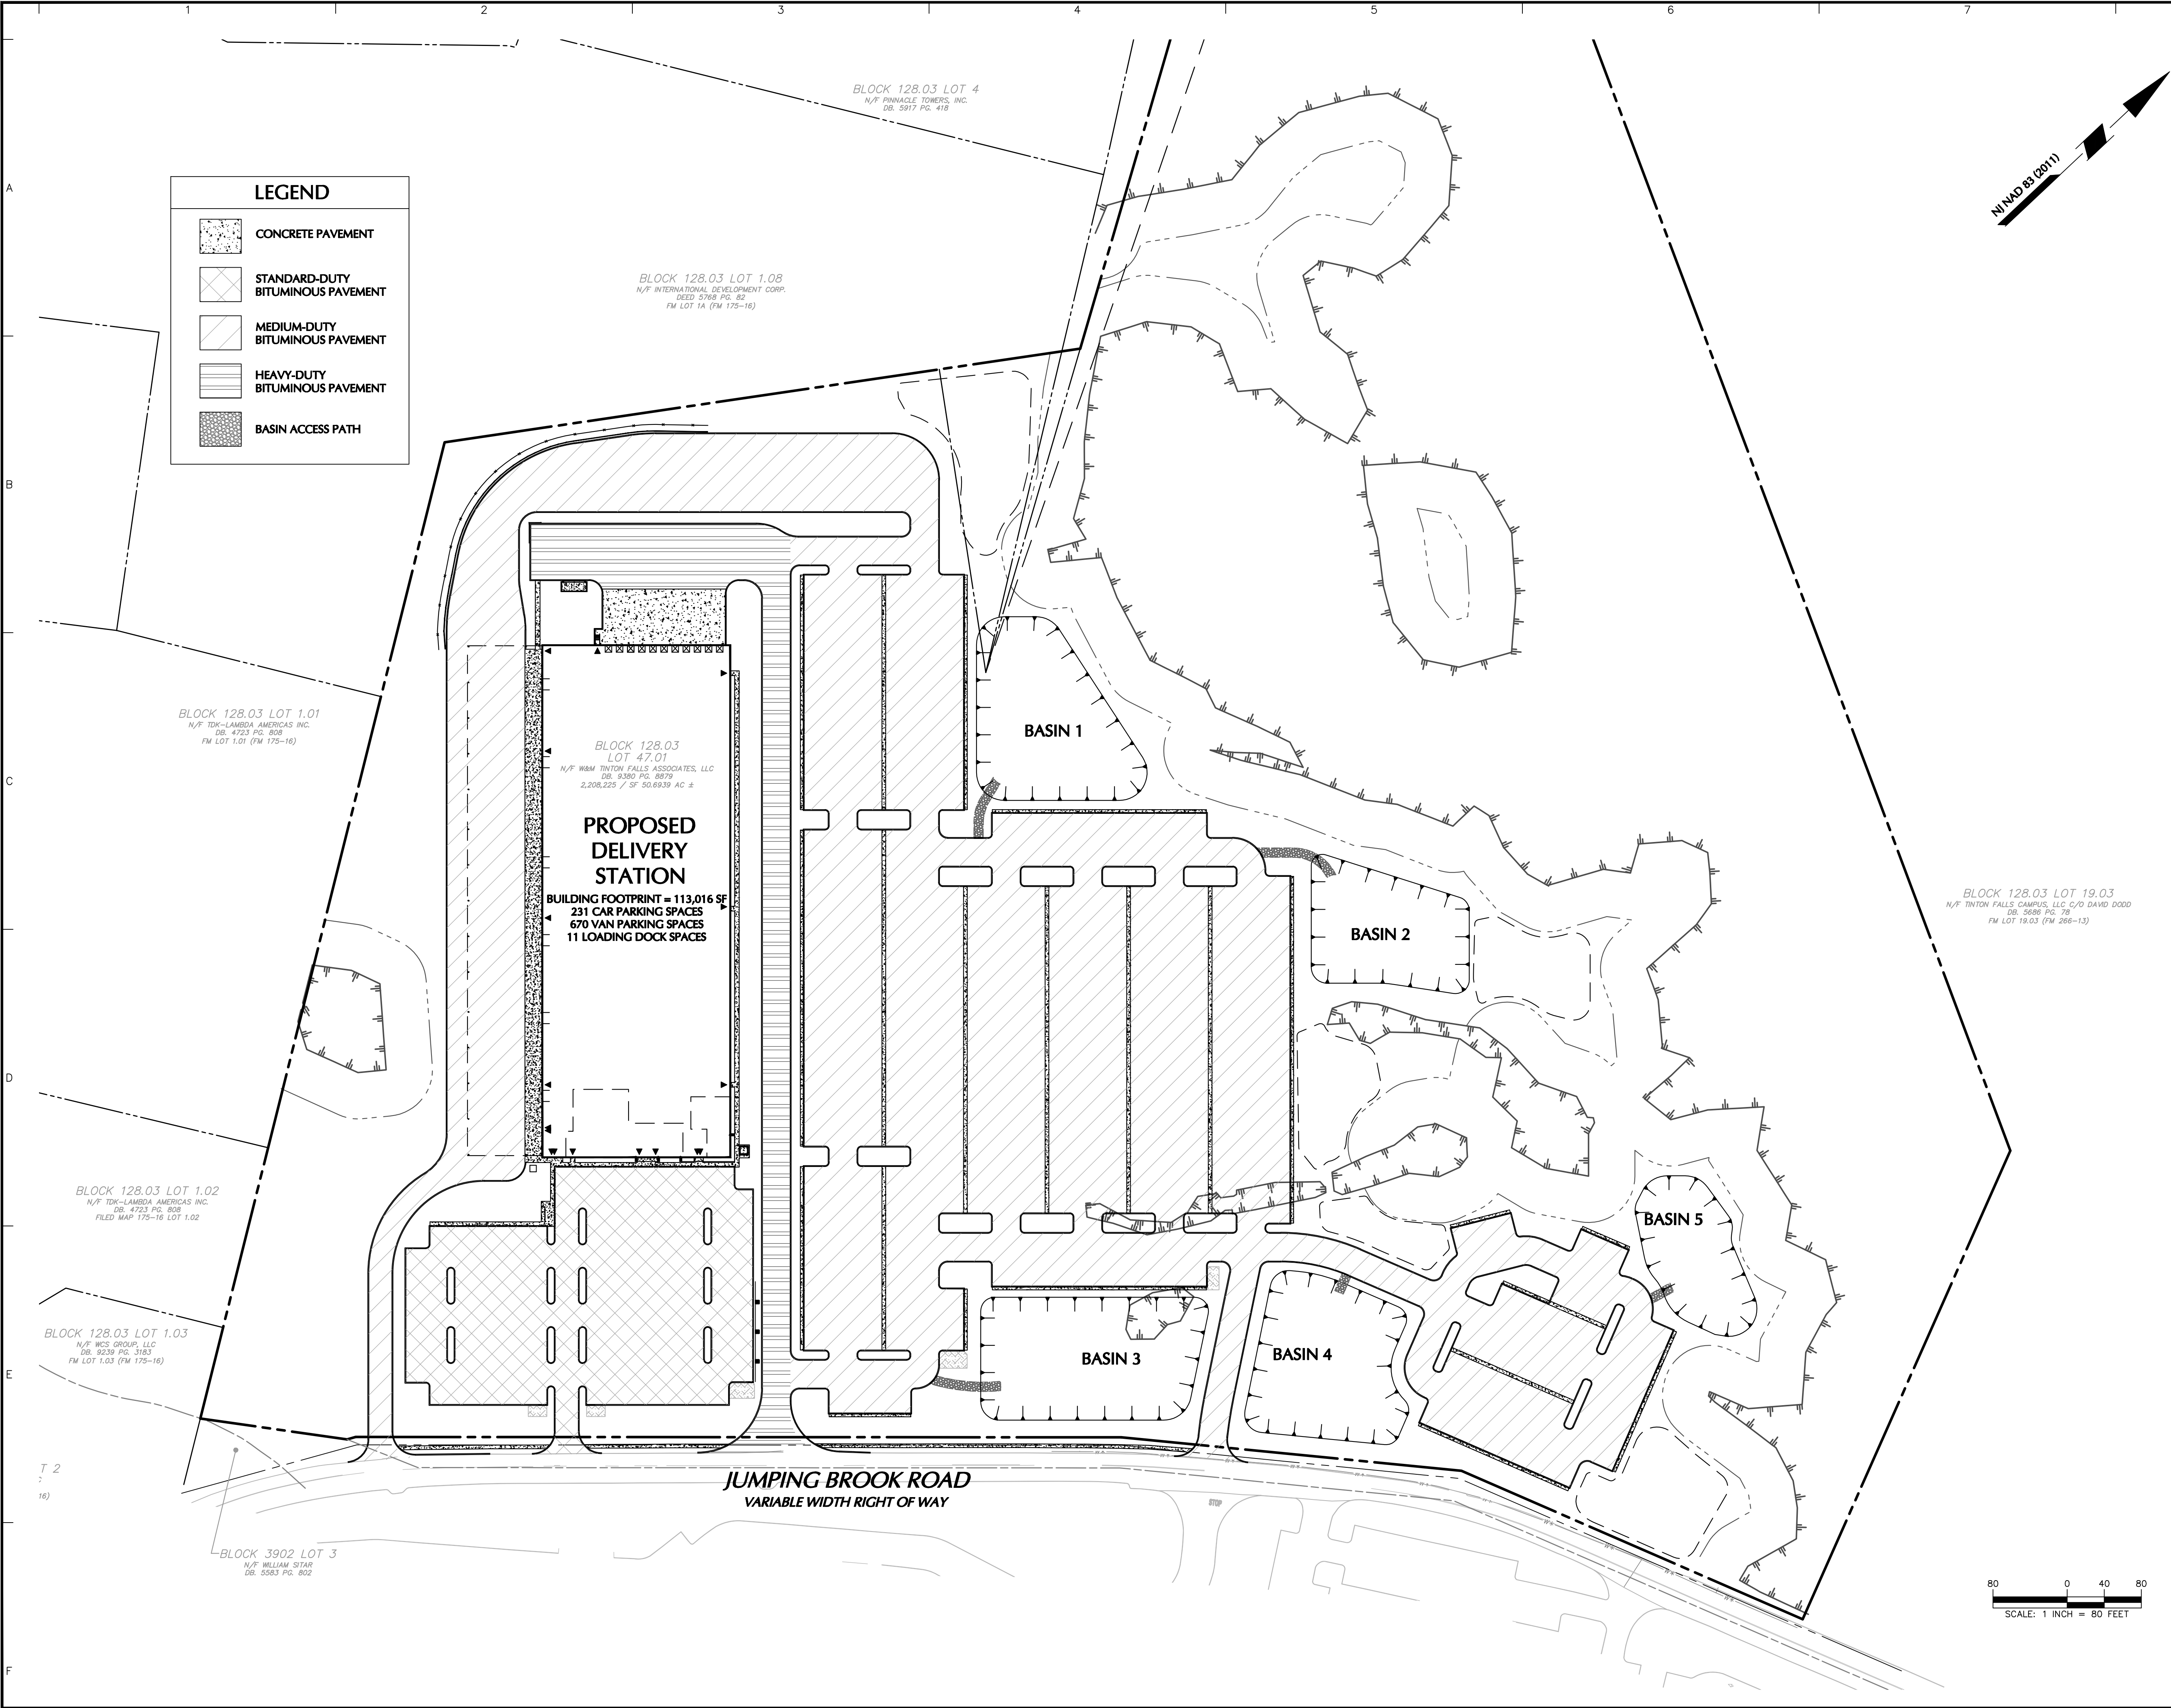 1 2 3 4 5 6 7
A
B
C
D
E
F
BLOCK 128.03 LOT 4
N/F PINNACLE TOWERS, INC.
DB. 5917 PG. 418
NJ NAD 83 (2011)
LEGEND
CONCRETE PAVEMENT
STANDARD-DUTY
BITUMINOUS PAVEMENT
MEDIUM-DUTY
BITUMINOUS PAVEMENT
HEAVY-DUTY
BITUMINOUS PAVEMENT
BASIN ACCESS PATH
BLOCK 128.03 LOT 1.08
N/F INTERNATIONAL DEVELOPMENT CORP.
DEED 5768 PG. 82
FM LOT 1A (FM 175-16)
BLOCK 128.03 LOT 1.01
N/F TDK-LAMBDA AMERICAS INC.
DB. 4723 PG. 808
FM LOT 1.01 (FM 175-16)
BLOCK 128.03
LOT 47.01
N/F W&M TINTON FALLS ASSOCIATES, LLC
DB. 9380 PG. 8879
2,208,225 / SF 50.6939 AC ±
PROPOSED
DELIVERY
STATION
BUILDING FOOTPRINT = 113,016 SF
231 CAR PARKING SPACES
670 VAN PARKING SPACES
11 LOADING DOCK SPACES
BASIN 1
BASIN 2
BLOCK 128.03 LOT 19.03
N/F TINTON FALLS CAMPUS, LLC C/O DAVID DODD
DB. 5686 PG. 78
FM LOT 19.03 (FM 266-13)
BLOCK 128.03 LOT 1.02
N/F TDK-LAMBDA AMERICAS INC.
DB. 4723 PG. 808
FILED MAP 175-16 LOT 1.02
BASIN 5
BLOCK 128.03 LOT 1.03
N/F WCS GROUP, LLC
DB. 9239 PG. 3183
FM LOT 1.03 (FM 175-16)
BASIN 3
BASIN 4
T 2
16)
JUMPING BROOK ROAD
VARIABLE WIDTH RIGHT OF WAY
STOP
BLOCK 3902 LOT 3
N/F WILLIAM SITAR
DB. 5583 PG. 802
80 0 40 80
SCALE: 1 INCH = 80 FEET